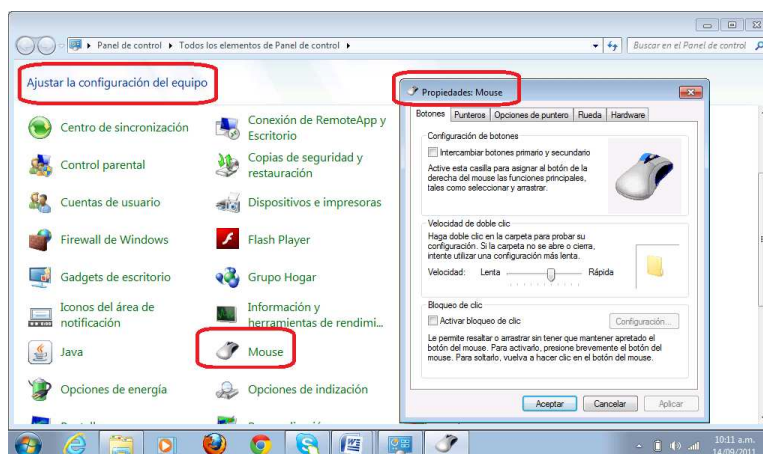 Panel de control
Todos los elementos de Panel de control
Buscar en el Panel de control
Ajustar la configuración del equipo
Centro de sincronización
Conexión de RemoteApp y
Escritorio
Control parental
Copias de seguridad y
restauración
Cuentas de usuario
Dispositivos e impresoras
Firewall de Windows
Flash Player
Gadgets de escritorio
Grupo Hogar
Iconos del área de
notificación
Información y
herramientas de rendimi...
Java
Mouse
Opciones de energía
Opciones de indización
Propiedades: Mouse
Botones Punteros Opciones de puntero Rueda Hardware
Configuración de botones
Intercambiar botones primario y secundario
Active esta casilla para asignar al botón de la
derecha del mouse las funciones principales,
tales como seleccionar y arrastrar.
Velocidad de doble clic
Haga doble clic en la carpeta para probar su
configuración. Si la carpeta no se abre o cierra,
intente utilizar una configuración más lenta.
Velocidad: Lenta Rápida
Bloqueo de clic
Activar bloqueo de clic
Configuración...
Le permite resaltar o arrastrar sin tener que mantener apretado el
botón del mouse. Para activarlo, presione brevemente el botón del
mouse. Para soltarlo, vuelva a hacer clic en el botón del mouse.
Aceptar Cancelar Aplicar
10:11 a.m.
14/09/2011